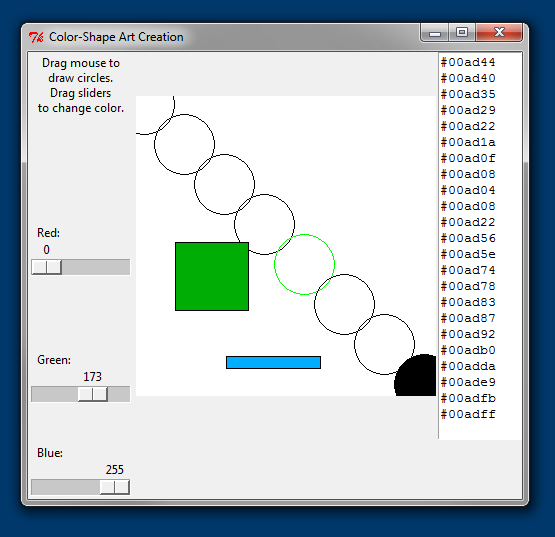 Color-Shape Art Creation
Drag mouse to
draw circles.
Drag sliders
to change color.
Red:
0
Green:
173
Blue:
255
#00ad44
#00ad40
#00ad35
#00ad29
#00ad22
#00ad1a
#00ad0f
#00ad08
#00ad04
#00ad08
#00ad22
#00ad56
#00ad5e
#00ad74
#00ad78
#00ad83
#00ad87
#00ad92
#00adb0
#00adda
#00ade9
#00adfb
#00adff